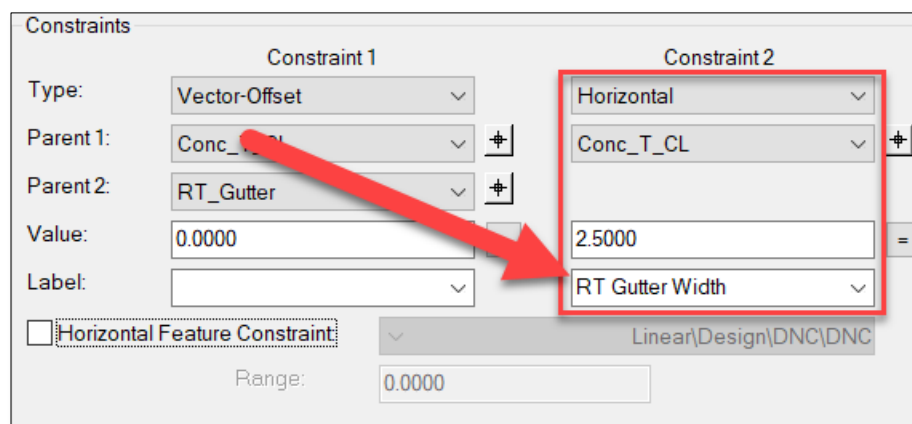 Constraints
Constraint 1 Constraint 2
Type: Vector-Offset Horizontal
Parent 1: Conc_T_CL
Parent 2: RT_Gutter
Value: 0.0000 2.5000 =
Label: RT Gutter Width
Horizontal Feature Constraint: Linear\Design\DNC\DNC
Range: 0.0000